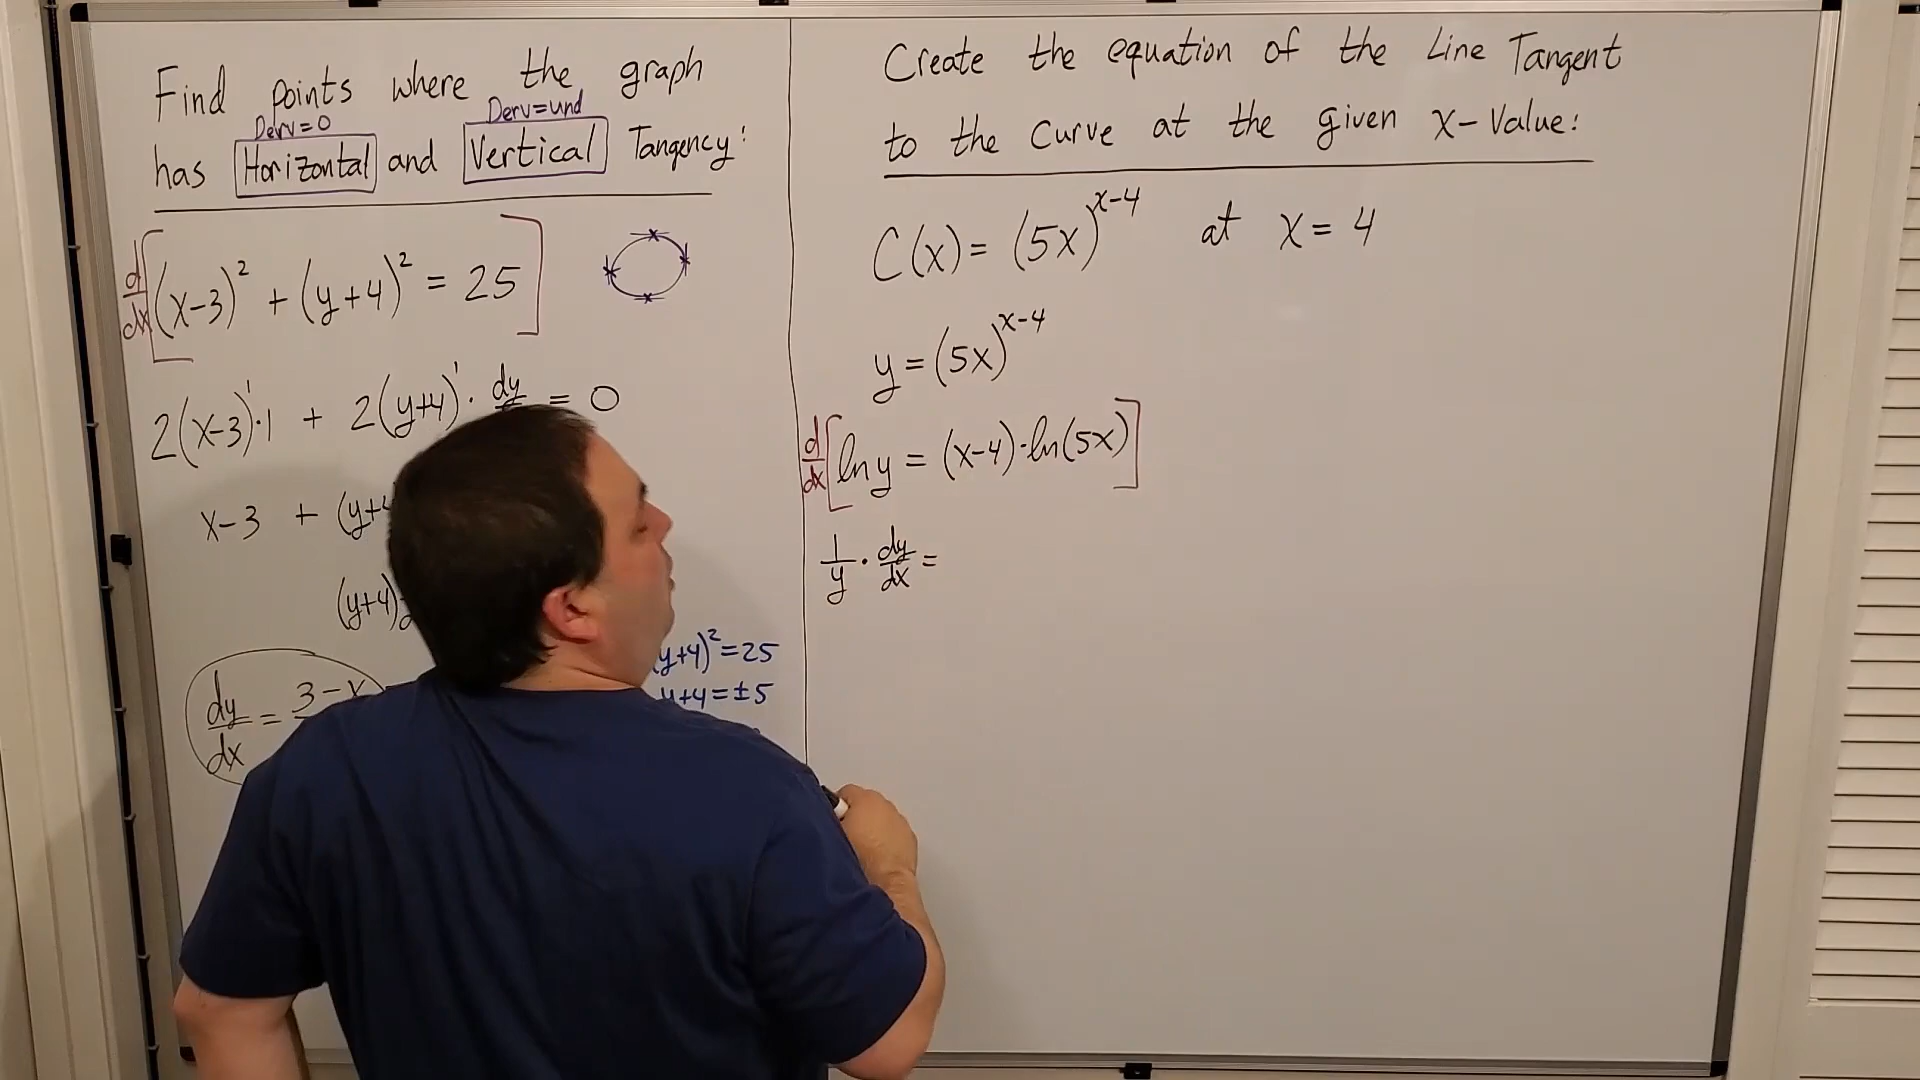 Find points where the graph
Derv=0 Derv=und
has Horizontal and Vertical Tangency:
d/dx[(x-3)² + (y+4)² = 25]
2(x-3)¹·1 + 2(y+4)¹· dy = 0
x-3 + (y+4
(y+4)
dy/dx = 3-x
(y+4)²=25
y+4=±5
Create the equation of the Line Tangent
to the Curve at the given x-Value:
C(x) = (5x)^(x-4) at x = 4
y = (5x)^(x-4)
d/dx[ln y = (x-4)·ln(5x)]
1/y · dy/dx =